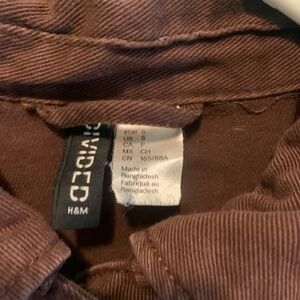 DIVIDED
H&M
EUR S
US S
CA P
MX CH
CN 165/88A
Made in
Bangladesh
Fabriqué au
Bangladesh